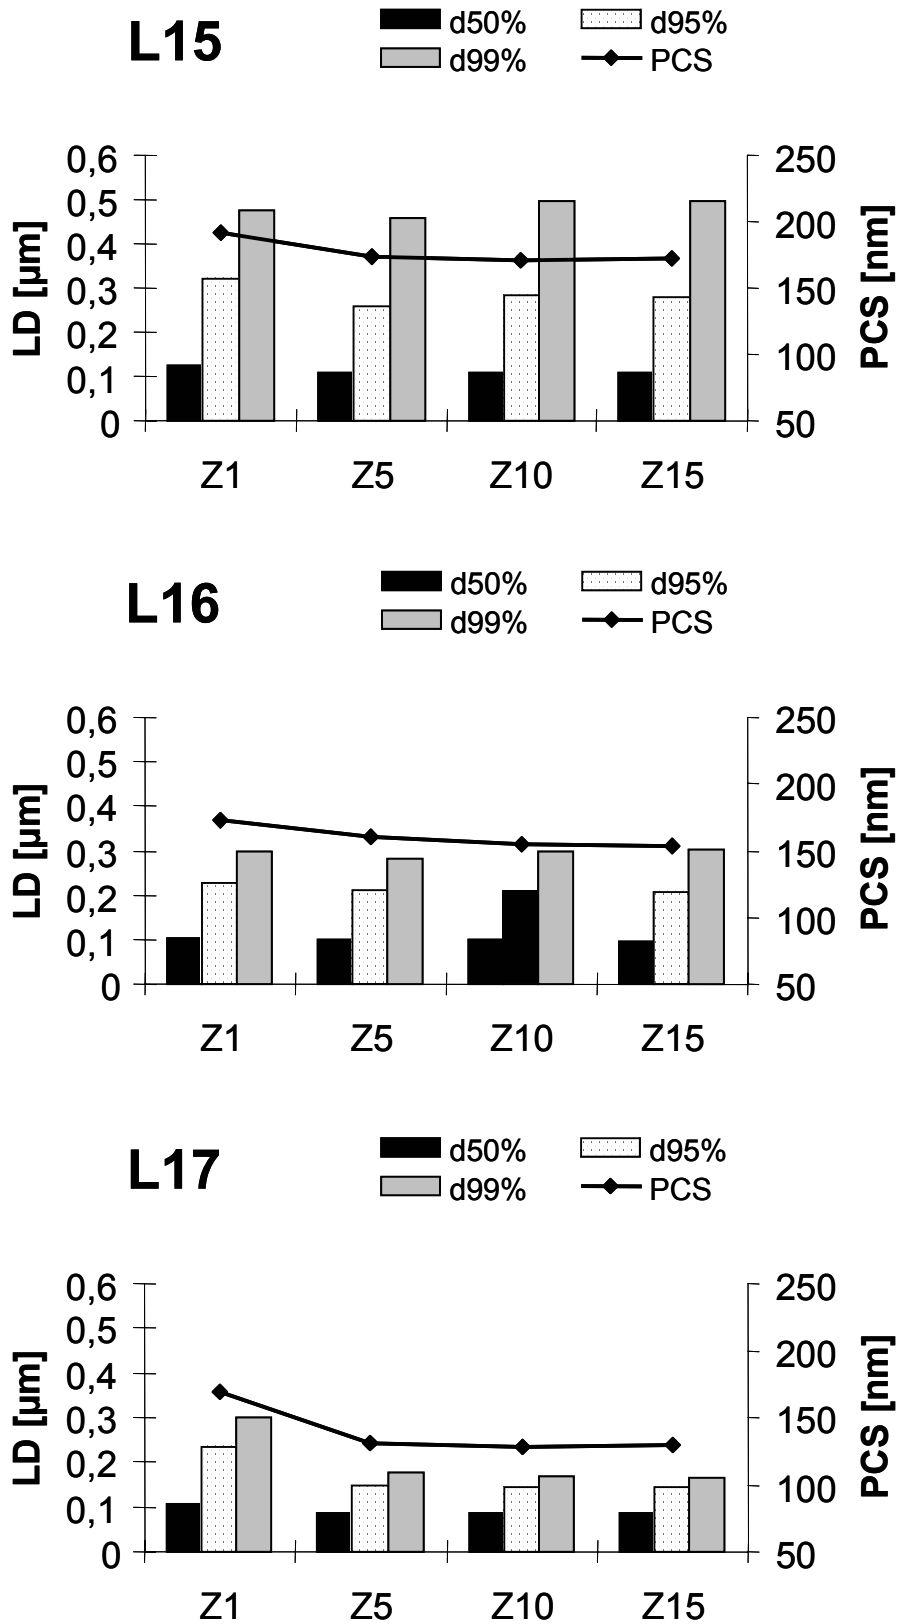 L15
d50% d95%
d99% PCS
0,6 250
0,5
0,4 200
0,3 150
0,2
0,1 100
0 50
LD [µm]
PCS [nm]
Z1 Z5 Z10 Z15
L16
d50% d95%
d99% PCS
0,6 250
0,5
0,4 200
0,3 150
0,2
0,1 100
0 50
LD [µm]
PCS [nm]
Z1 Z5 Z10 Z15
L17
d50% d95%
d99% PCS
0,6 250
0,5
0,4 200
0,3 150
0,2
0,1 100
0 50
LD [µm]
PCS [nm]
Z1 Z5 Z10 Z15